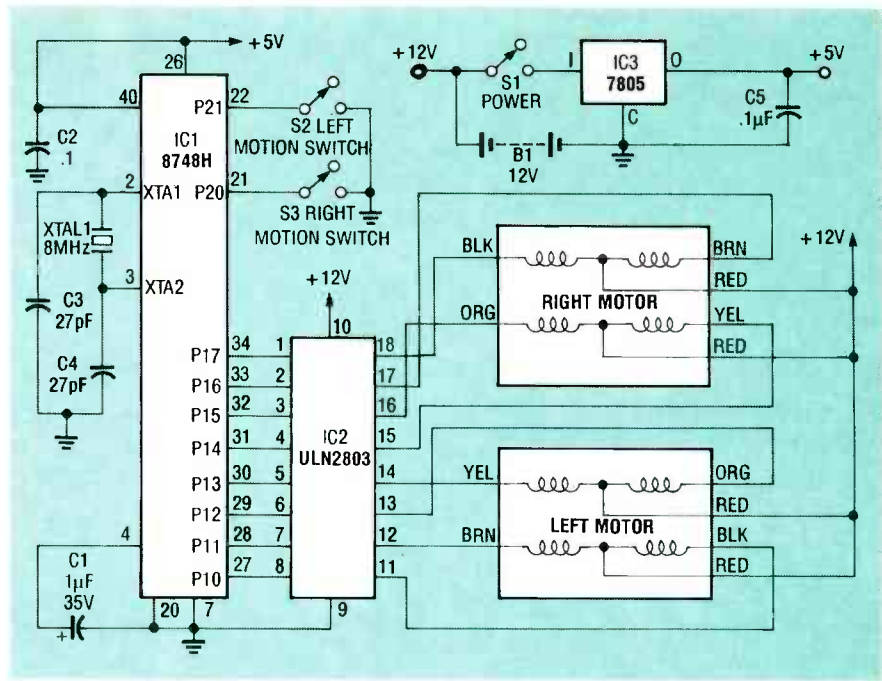 +5V
26
40
P21
22
IC1
8748H
S2 LEFT
MOTION SWITCH
C2
.1
2
XTA1
P20
21
S3 RIGHT
MOTION SWITCH
XTAL1
8MHz
3
XTA2
C3
27pF
C4
27pF
+12V
S1
POWER
I
IC3
7805
O
+5V
C
C5
.1µF
B1
12V
+12V
10
P17
34
1
18
P16
33
2
17
P15
32
3
16
P14
31
4
15
IC2
ULN2803
P13
30
5
14
P12
29
6
13
P11
28
7
12
P10
27
8
11
4
C1
1µF
35V
+
20
7
9
BLK
BRN
RED
RIGHT MOTOR
ORG
YEL
RED
+12V
YEL
ORG
RED
LEFT MOTOR
BRN
BLK
RED